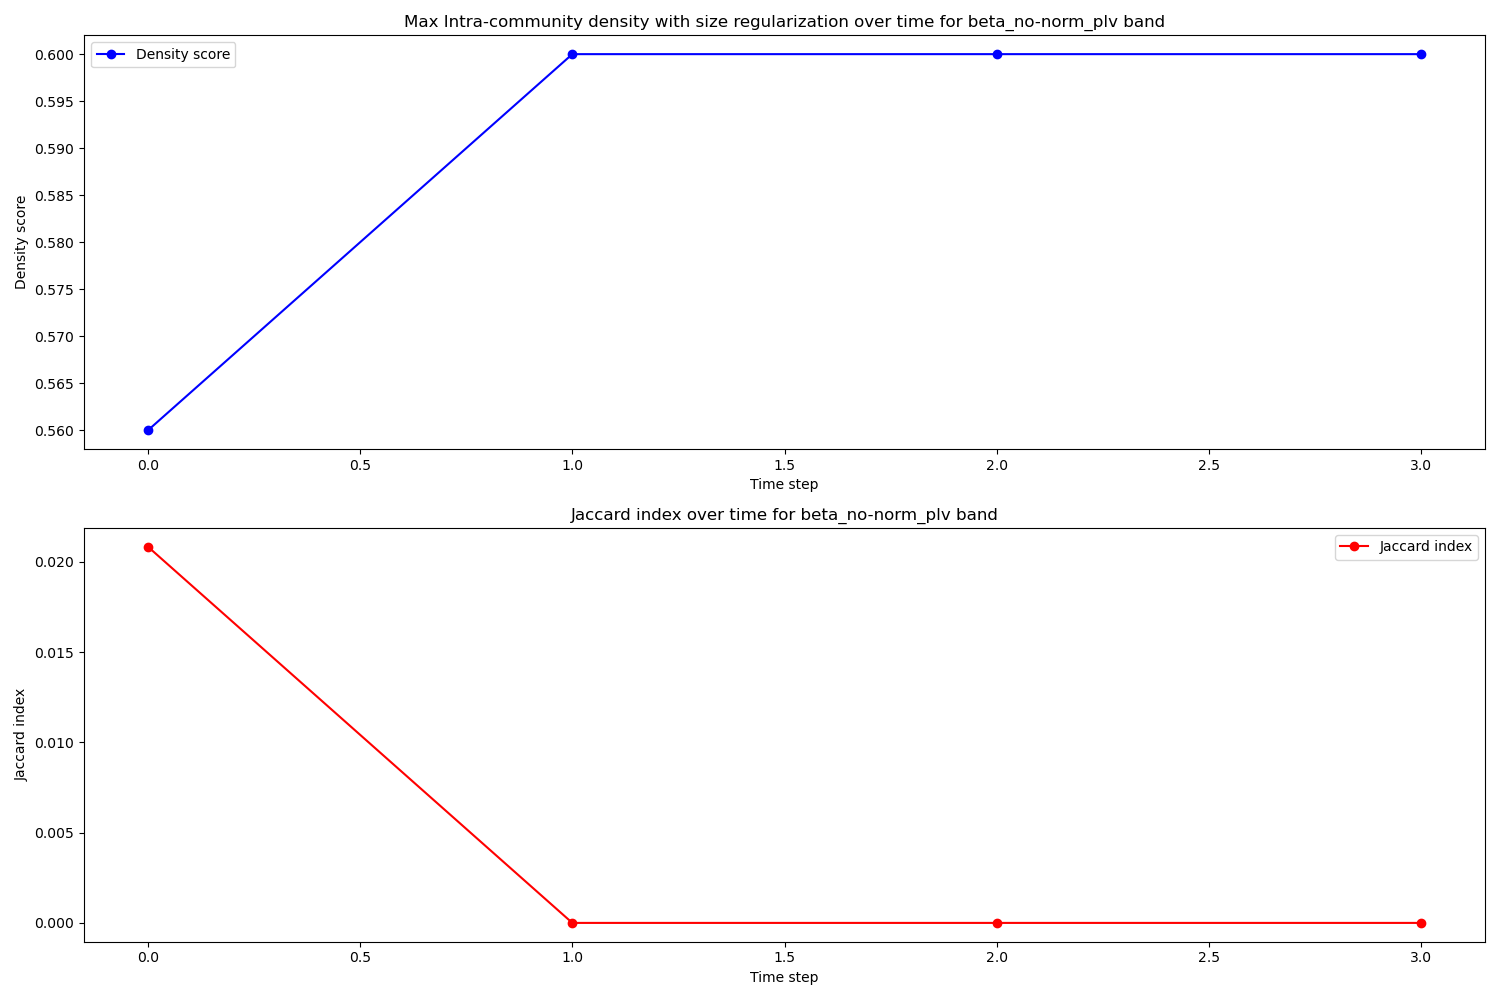 Max Intra-community density with size regularization over time for beta_no-norm_plv band
Density score
0.600
0.595
0.590
0.585
0.580
0.575
0.570
0.565
0.560
Density score
0.0 0.5 1.0 1.5 2.0 2.5 3.0
Time step
Jaccard index over time for beta_no-norm_plv band
Jaccard index
0.020
0.015
0.010
0.005
0.000
Jaccard index
0.0 0.5 1.0 1.5 2.0 2.5 3.0
Time step